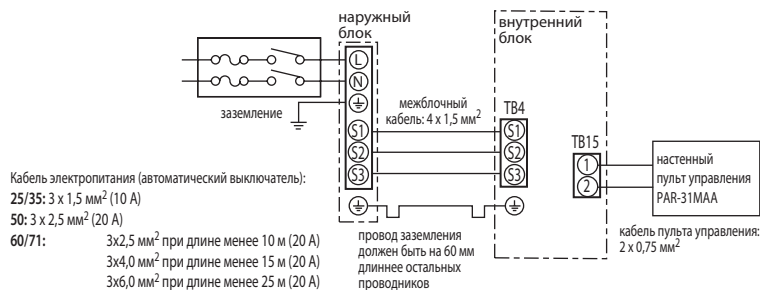 наружный
блок
внутренний
блок
L
N
заземление
межблочный
кабель: 4 x 1,5 мм²
TB4
S1
S1
S2
S2
S3
S3
TB15
1
2
настенный
пульт управления
PAR-31MAA
кабель пульта управления:
2 x 0,75 мм²
провод заземления
должен быть на 60 мм
длиннее остальных
проводников
Кабель электропитания (автоматический выключатель):
25/35: 3 x 1,5 мм² (10 А)
50: 3 x 2,5 мм² (20 А)
60/71: 3x2,5 мм² при длине менее 10 м (20 А)
3x4,0 мм² при длине менее 15 м (20 А)
3x6,0 мм² при длине менее 25 м (20 А)